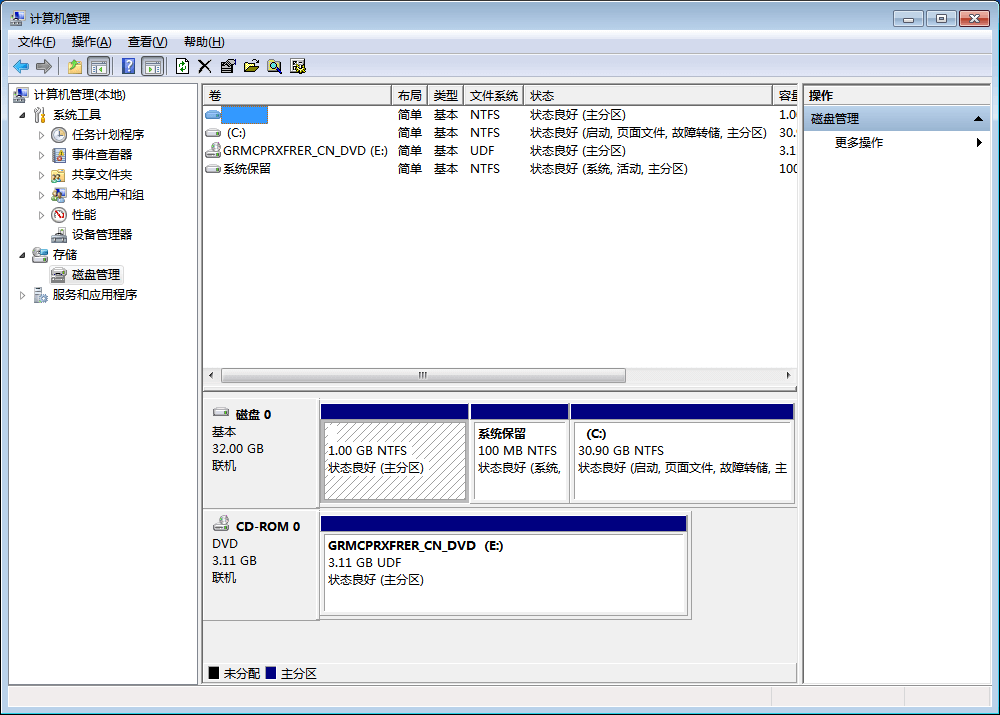 计算机管理
文件(F) 操作(A) 查看(V) 帮助(H)
计算机管理(本地)
系统工具
任务计划程序
事件查看器
共享文件夹
本地用户和组
性能
设备管理器
存储
磁盘管理
服务和应用程序
卷 布局 类型 文件系统 状态
简单 基本 NTFS 状态良好 (主分区) 1.0
(C:) 简单 基本 NTFS 状态良好 (启动, 页面文件, 故障转储, 主分区) 30.
GRMCPRXFRER_CN_DVD (E:) 简单 基本 UDF 状态良好 (主分区) 3.1
系统保留 简单 基本 NTFS 状态良好 (系统, 活动, 主分区) 100
磁盘 0
基本
32.00 GB
联机
1.00 GB NTFS
状态良好 (主分区)
系统保留
100 MB NTFS
状态良好 (系统,
(C:)
30.90 GB NTFS
状态良好 (启动, 页面文件, 故障转储, 主
CD-ROM 0
DVD
3.11 GB
联机
GRMCPRXFRER_CN_DVD (E:)
3.11 GB UDF
状态良好 (主分区)
未分配 主分区
操作
磁盘管理
更多操作